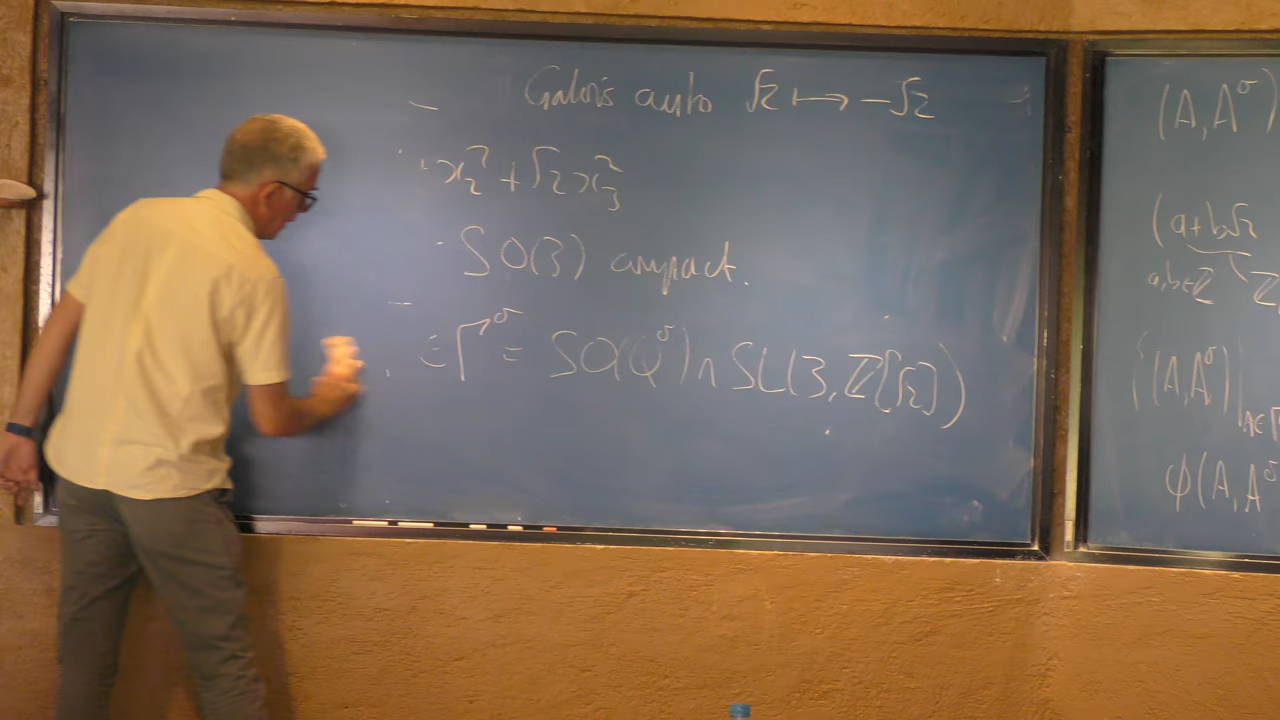 Galois auto √2 ⟼ -√2
x₂² + √2 x₃²
SO(3) compact.
Γ^σ = SO(Q^σ) ∩ SL(3, ℤ[√2])
(A, A^σ)
(a+b√2
a,b∈ℤ
(A, A^σ)|
A∈Γ
φ(A, A^σ